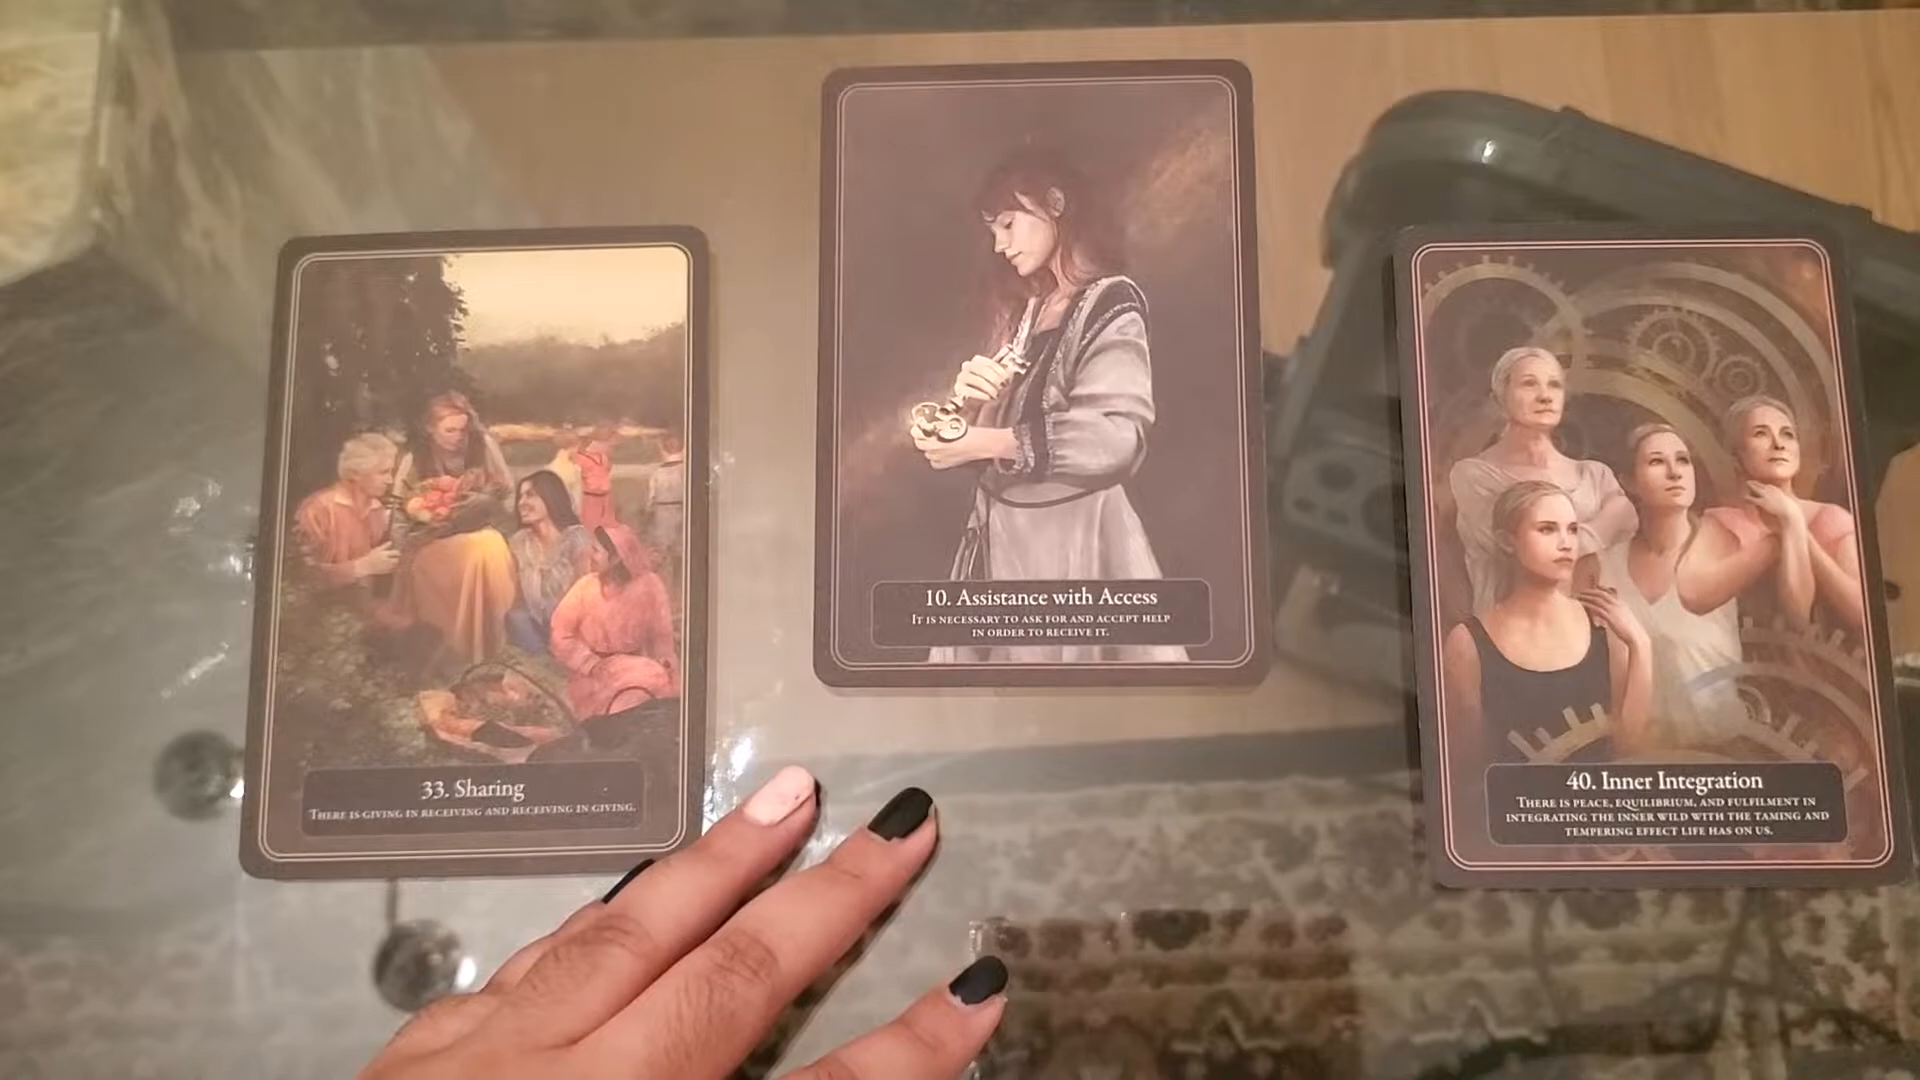 33. Sharing
There is giving in receiving and receiving in giving.
10. Assistance with Access
It is necessary to ask for and accept help
in order to receive it.
40. Inner Integration
There is peace, equilibrium, and fulfilment in
integrating the inner wild with the taming and
tempering effect life has on us.